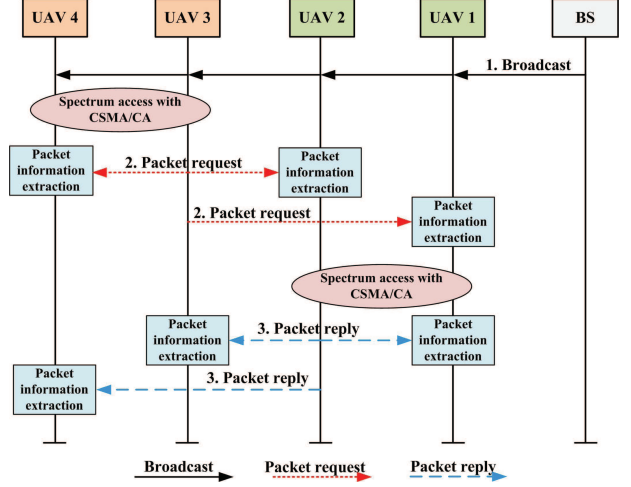 UAV 4
UAV 3
UAV 2
UAV 1
BS
1. Broadcast
Spectrum access with
CSMA/CA
Packet
information
extraction
2. Packet request
Packet
information
extraction
2. Packet request
Packet
information
extraction
Spectrum access with
CSMA/CA
Packet
information
extraction
3. Packet reply
Packet
information
extraction
Packet
information
extraction
3. Packet reply
Broadcast
Packet request
Packet reply